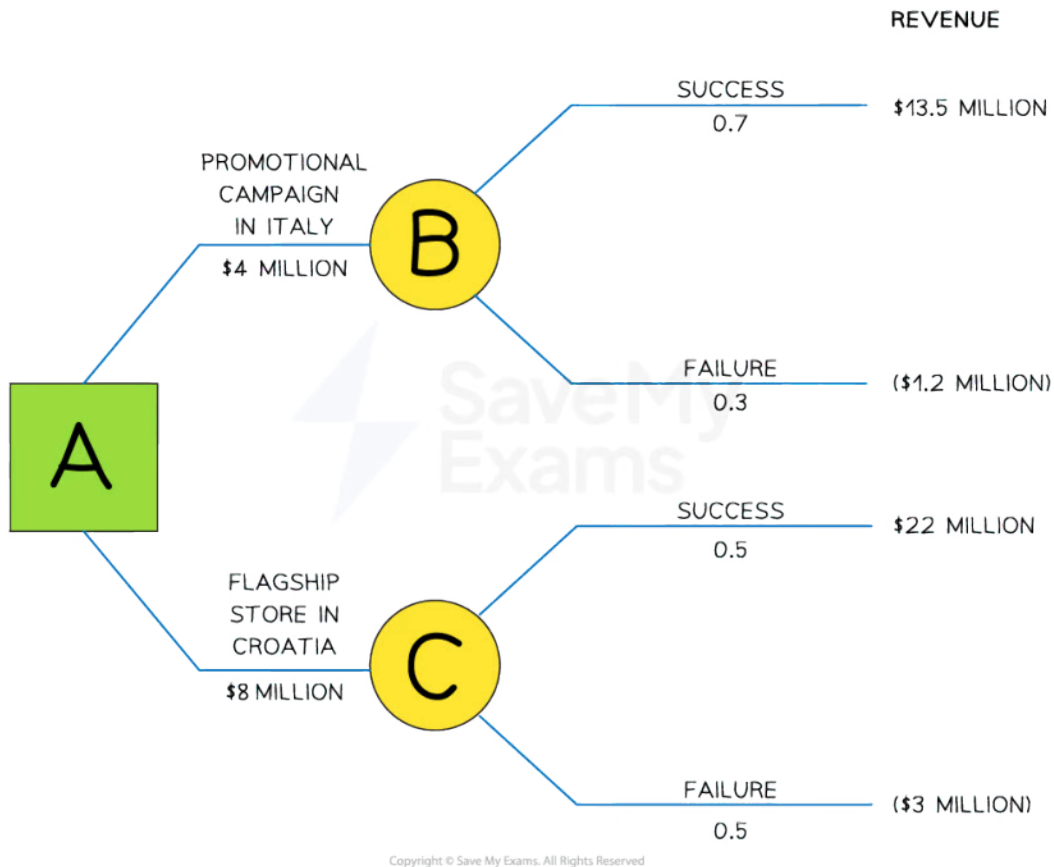 REVENUE
SUCCESS
0.7
$13.5 MILLION
PROMOTIONAL
CAMPAIGN
IN ITALY
$4 MILLION
B
FAILURE
0.3
($1.2 MILLION)
A
SaveMy
Exams
SUCCESS
0.5
$22 MILLION
FLAGSHIP
STORE IN
CROATIA
$8 MILLION
C
FAILURE
0.5
($3 MILLION)
Copyright © Save My Exams. All Rights Reserved